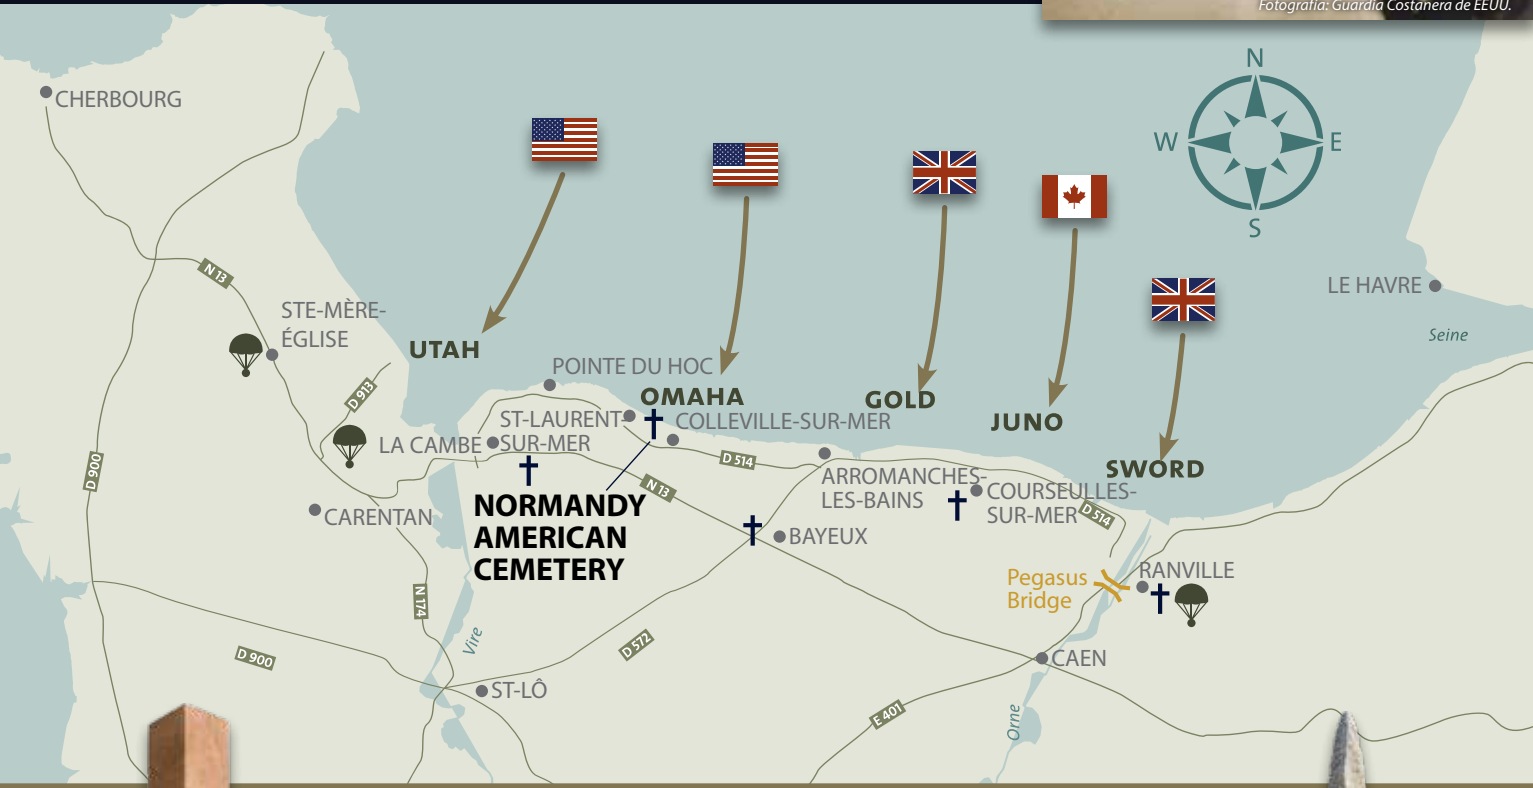 Fotografía: Guardia Costanera de EEUU.
N
CHERBOURG
W
E
S
N 13
LE HAVRE
STE-MÈRE-
ÉGLISE
Seine
UTAH
POINTE DU HOC
D 913
OMAHA
GOLD
ST-LAURENT-
SUR-MER
COLLEVILLE-SUR-MER
JUNO
LA CAMBE
D 514
SWORD
D 900
ARROMANCHES-
LES-BAINS
N 13
COURSEULLES-
SUR-MER
NORMANDY
AMERICAN
CEMETERY
CARENTAN
D 514
BAYEUX
RANVILLE
Pegasus
Bridge
N 174
Vire
D 572
D 900
CAEN
ST-LÔ
E 401
Orne